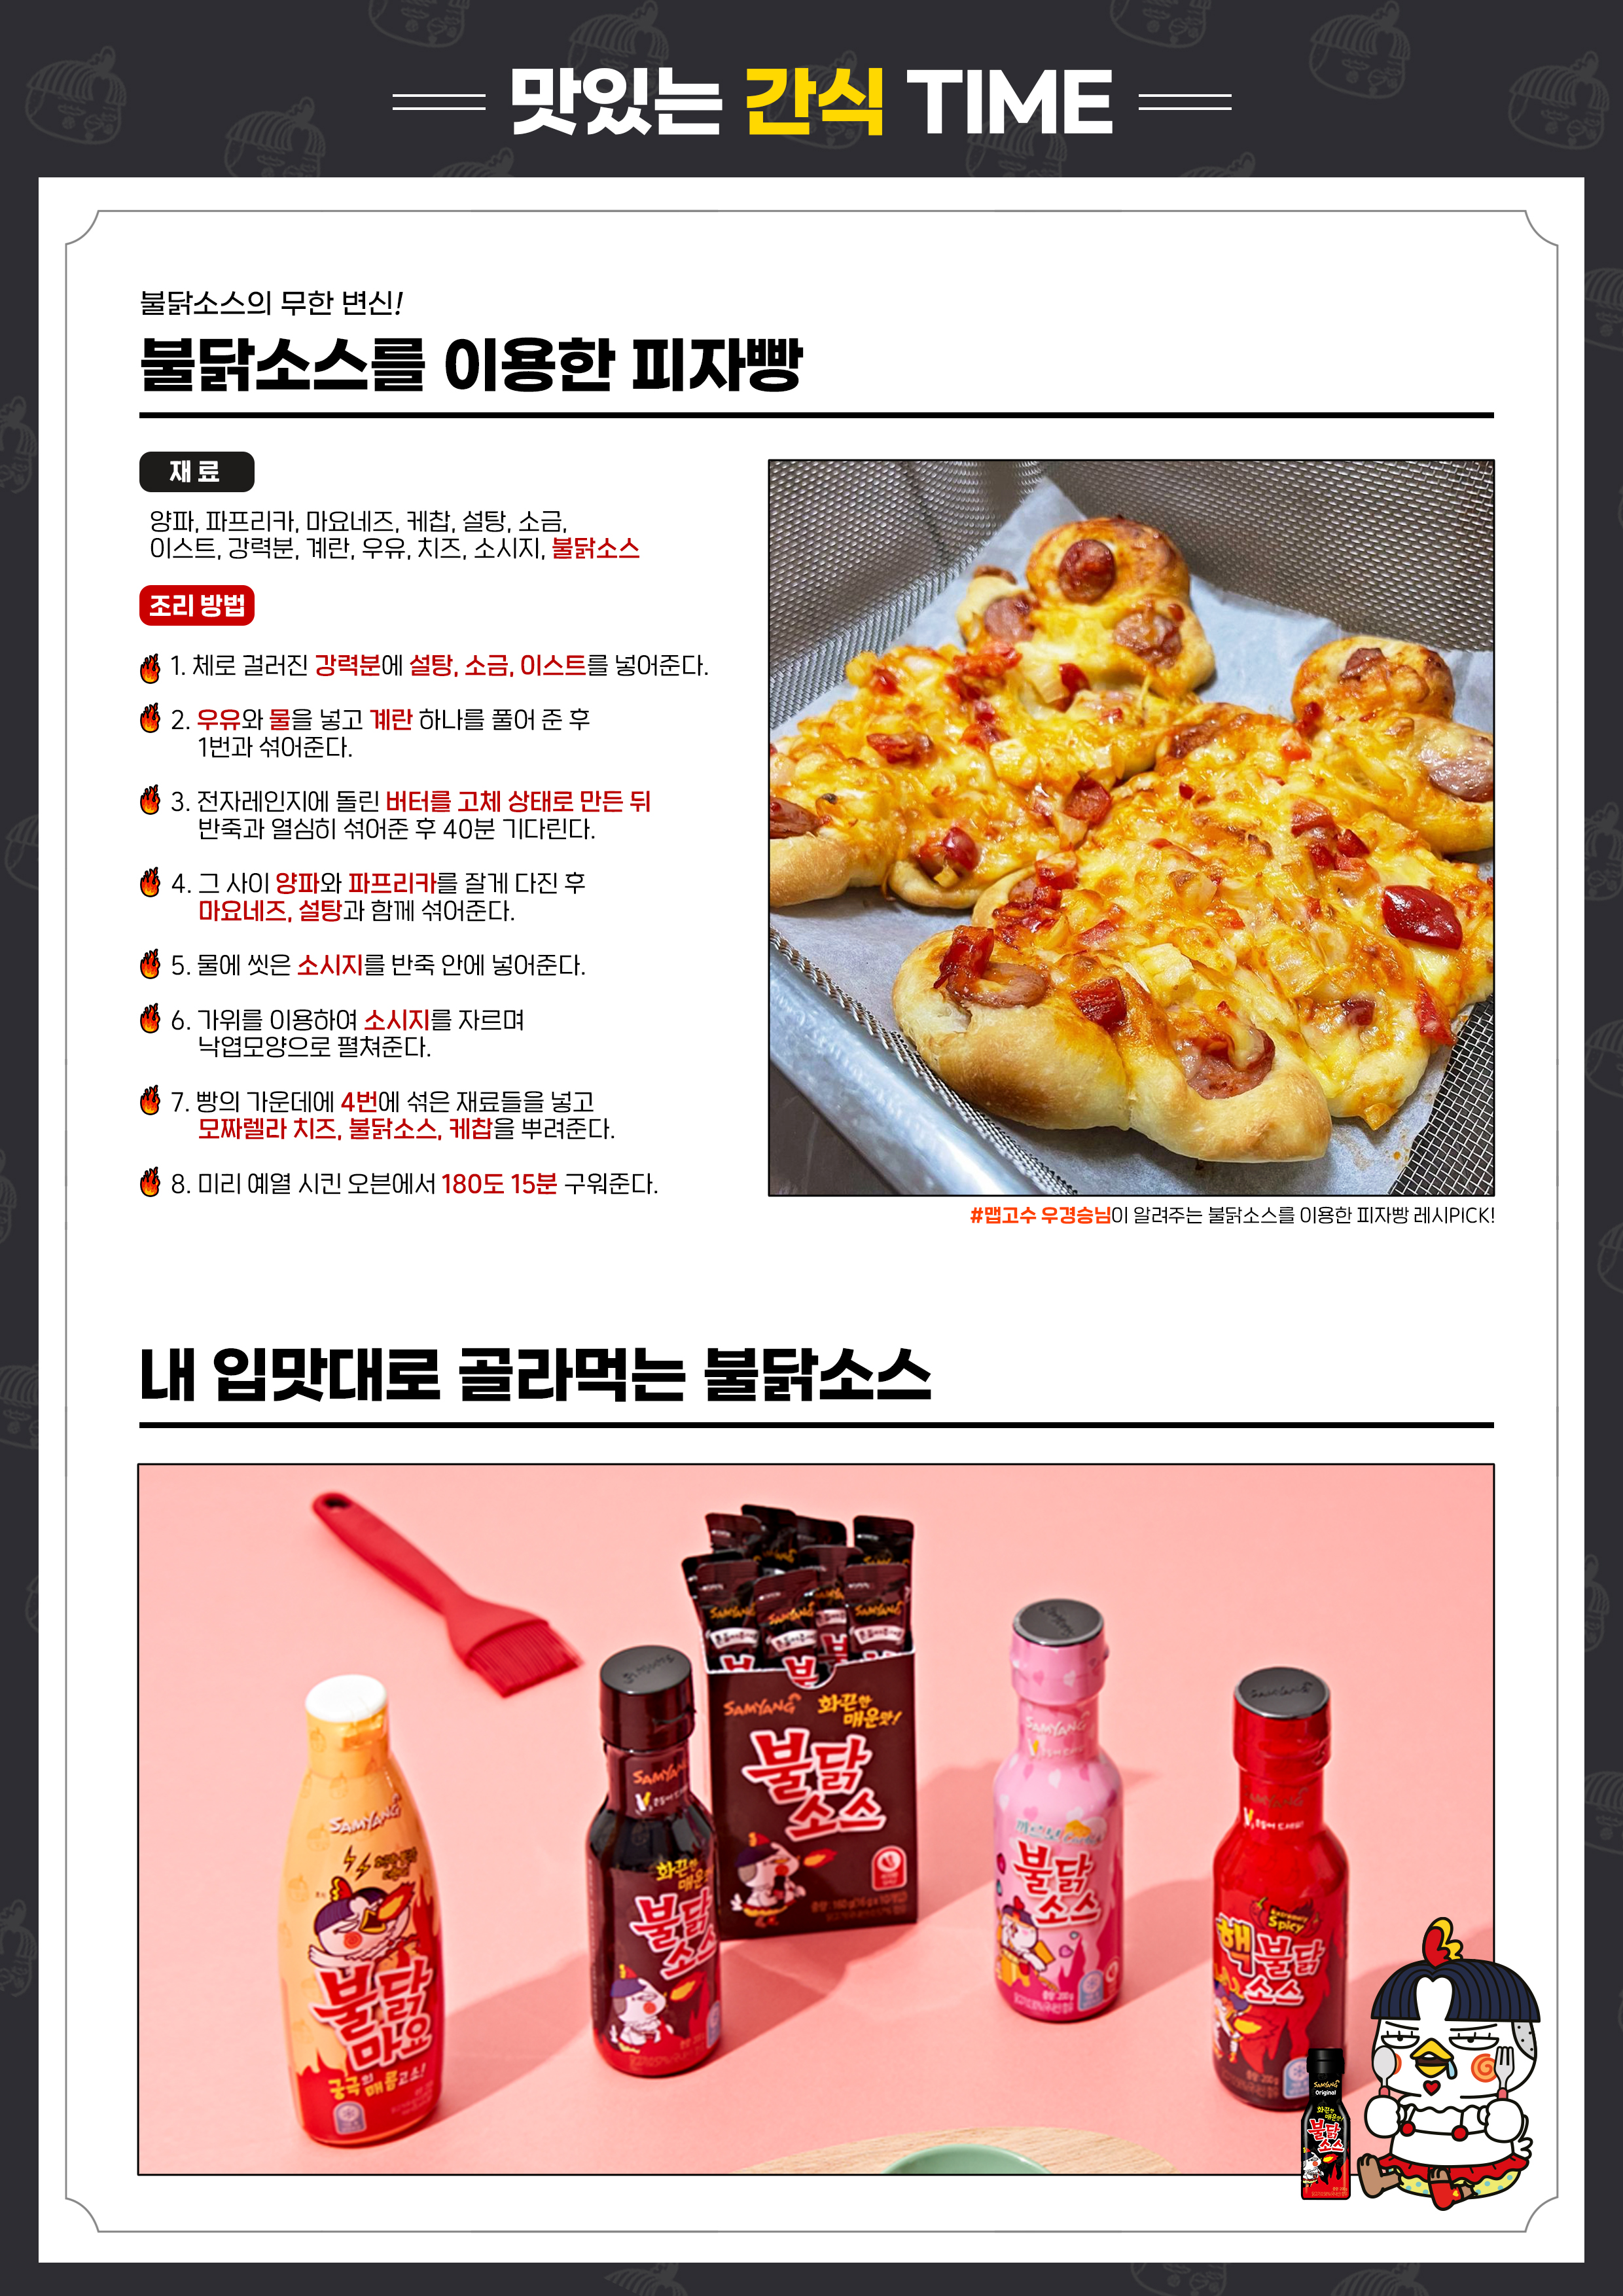 맛있는 간식 TIME
불닭소스의 무한 변신!
불닭소스를 이용한 피자빵
재 료
양파, 파프리카, 마요네즈, 케찹, 설탕, 소금,
이스트, 강력분, 계란, 우유, 치즈, 소시지, 불닭소스
조리 방법
1. 체로 걸러진 강력분에 설탕, 소금, 이스트를 넣어준다.
2. 우유와 물을 넣고 계란 하나를 풀어 준 후
1번과 섞어준다.
3. 전자레인지에 돌린 버터를 고체 상태로 만든 뒤
반죽과 열심히 섞어준 후 40분 기다린다.
4. 그 사이 양파와 파프리카를 잘게 다진 후
마요네즈, 설탕과 함께 섞어준다.
5. 물에 씻은 소시지를 반죽 안에 넣어준다.
6. 가위를 이용하여 소시지를 자르며
낙엽모양으로 펼쳐준다.
7. 빵의 가운데에 4번에 섞은 재료들을 넣고
모짜렐라 치즈, 불닭소스, 케찹을 뿌려준다.
8. 미리 예열 시킨 오븐에서 180도 15분 구워준다.
#맵고수 우경승님이 알려주는 불닭소스를 이용한 피자빵 레시PICK!
내 입맛대로 골라먹는 불닭소스
SAMYANG
불닭
마요
궁극의 매콤고소!
SAMYANG
화끈한
매운
불닭
소스
SAMYANG
화끈한
매운맛!
불닭
소스
SAMYANG
까르보
불닭
소스
SAMYANG
흔들어 드세요!
Extremely
Spicy
핵불닭
소스
SAMYANG
Original
화끈한
매운맛!
불닭
소스